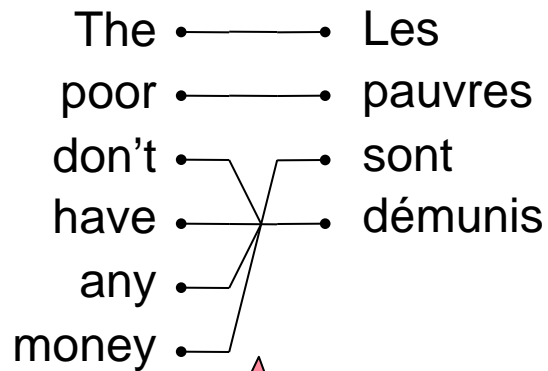 The Les
poor pauvres
don't sont
have démunis
any
money